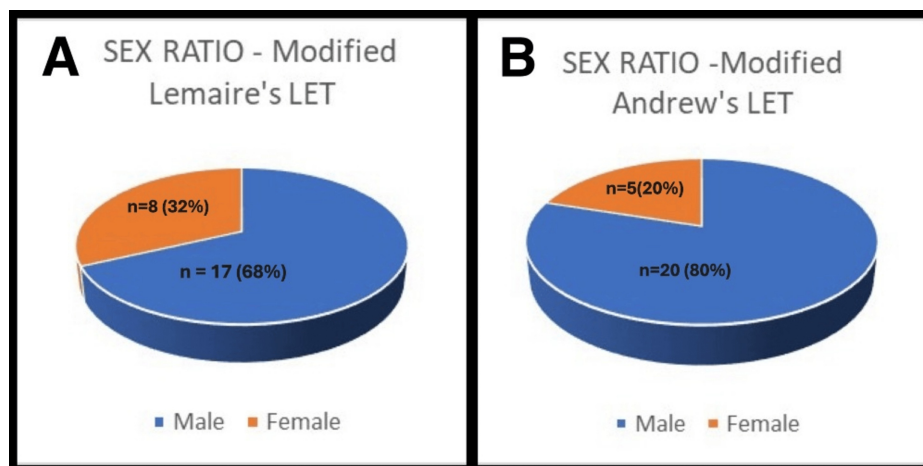 A
SEX RATIO - Modified
Lemaire's LET
n=8 (32%)
n = 17 (68%)
Male Female
B
SEX RATIO -Modified
Andrew's LET
n=5(20%)
n=20 (80%)
Male Female